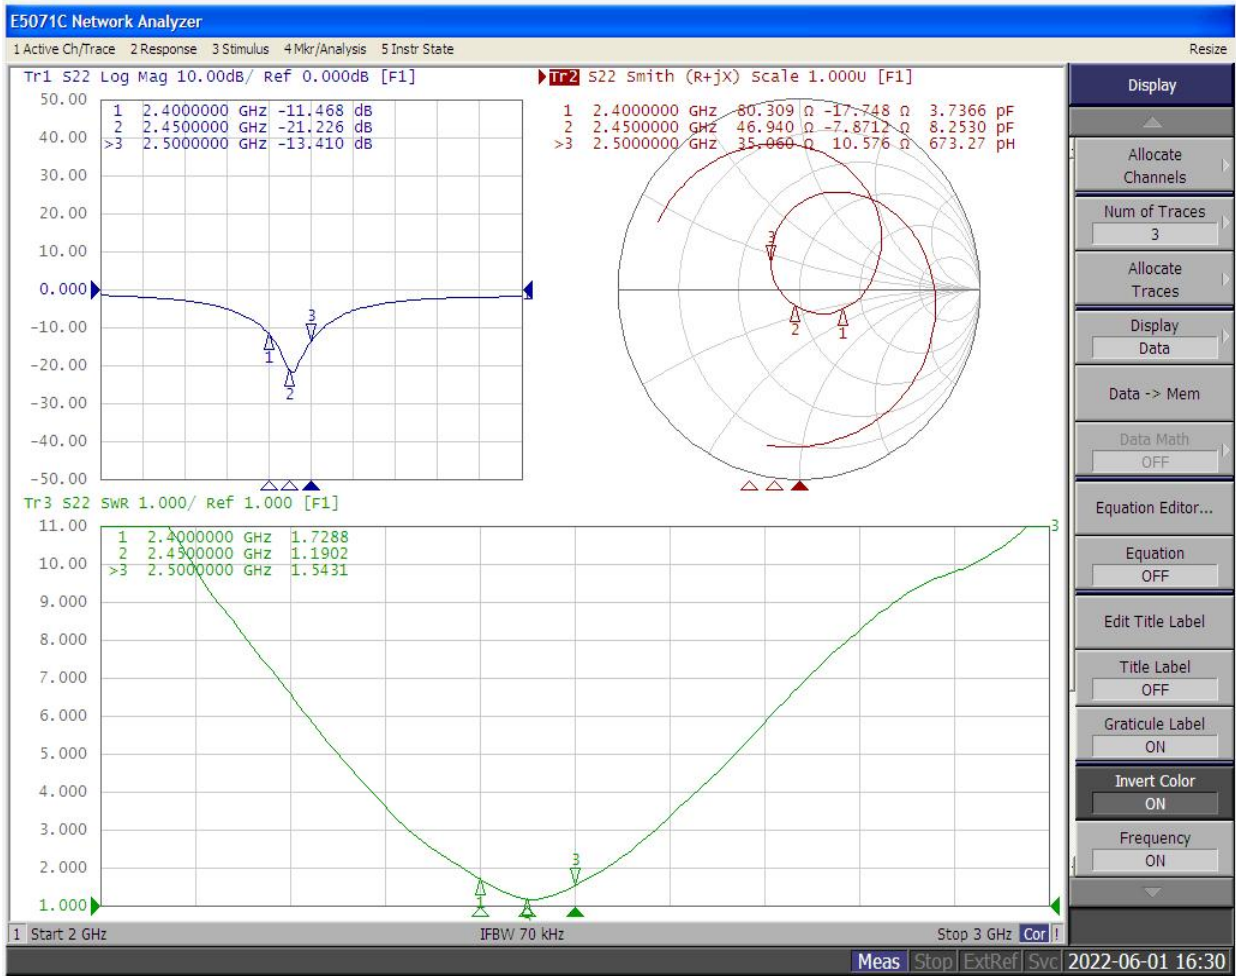 E5071C Network Analyzer
1 Active Ch/Trace 2 Response 3 Stimulus 4 Mkr/Analysis 5 Instr State Resize
Tr1 S22 Log Mag 10.00dB/ Ref 0.000dB [F1]
50.00
40.00
30.00
20.00
10.00
0.000
-10.00
-20.00
-30.00
-40.00
-50.00
1 2.4000000 GHz -11.468 dB
2 2.4500000 GHz -21.226 dB
>3 2.5000000 GHz -13.410 dB
1
2
3
Tr2 S22 Smith (R+jX) Scale 1.000U [F1]
1 2.4000000 GHz 80.309 Ω -17.748 Ω 3.7366 pF
2 2.4500000 GHz 46.940 Ω -7.8712 Ω 8.2530 pF
>3 2.5000000 GHz 35.060 Ω 10.576 Ω 673.27 pH
3
2
1
Tr3 S22 SWR 1.000/ Ref 1.000 [F1]
11.00
10.00
9.000
8.000
7.000
6.000
5.000
4.000
3.000
2.000
1.000
1 2.4000000 GHz 1.7288
2 2.4500000 GHz 1.1902
>3 2.5000000 GHz 1.5431
3
1
3
1 Start 2 GHz IFBW 70 kHz Stop 3 GHz Cor !
Display
Allocate
Channels
Num of Traces
3
Allocate
Traces
Display
Data
Data -> Mem
Data Math
OFF
Equation Editor...
Equation
OFF
Edit Title Label
Title Label
OFF
Graticule Label
ON
Invert Color
ON
Frequency
ON
Meas Stop ExtRef Svc 2022-06-01 16:30